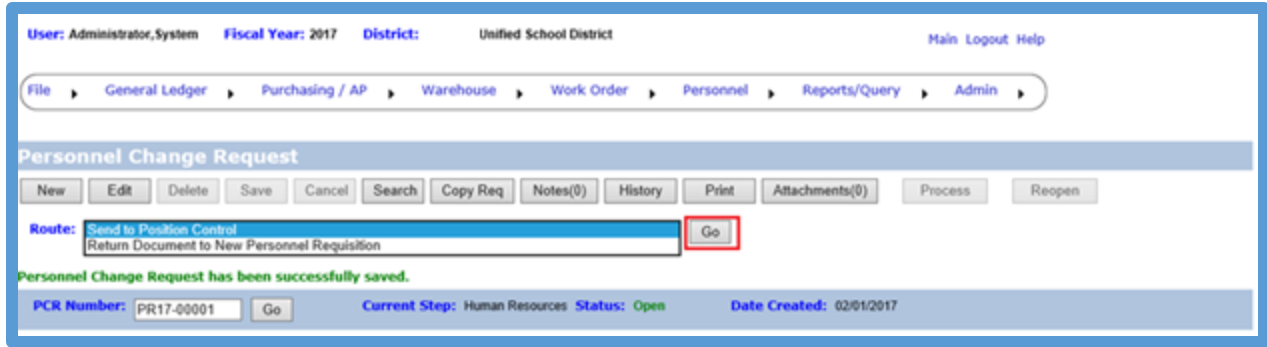 User: Administrator,System Fiscal Year: 2017 District: Unified School District Main Logout Help
File General Ledger Purchasing / AP Warehouse Work Order Personnel Reports/Query Admin
Personnel Change Request
New Edit Delete Save Cancel Search Copy Req Notes(0) History Print Attachments(0) Process Reopen
Route: Send to Position Control Go
Return Document to New Personnel Requisition
Personnel Change Request has been successfully saved.
PCR Number: PR17-00001 Go Current Step: Human Resources Status: Open Date Created: 02/01/2017